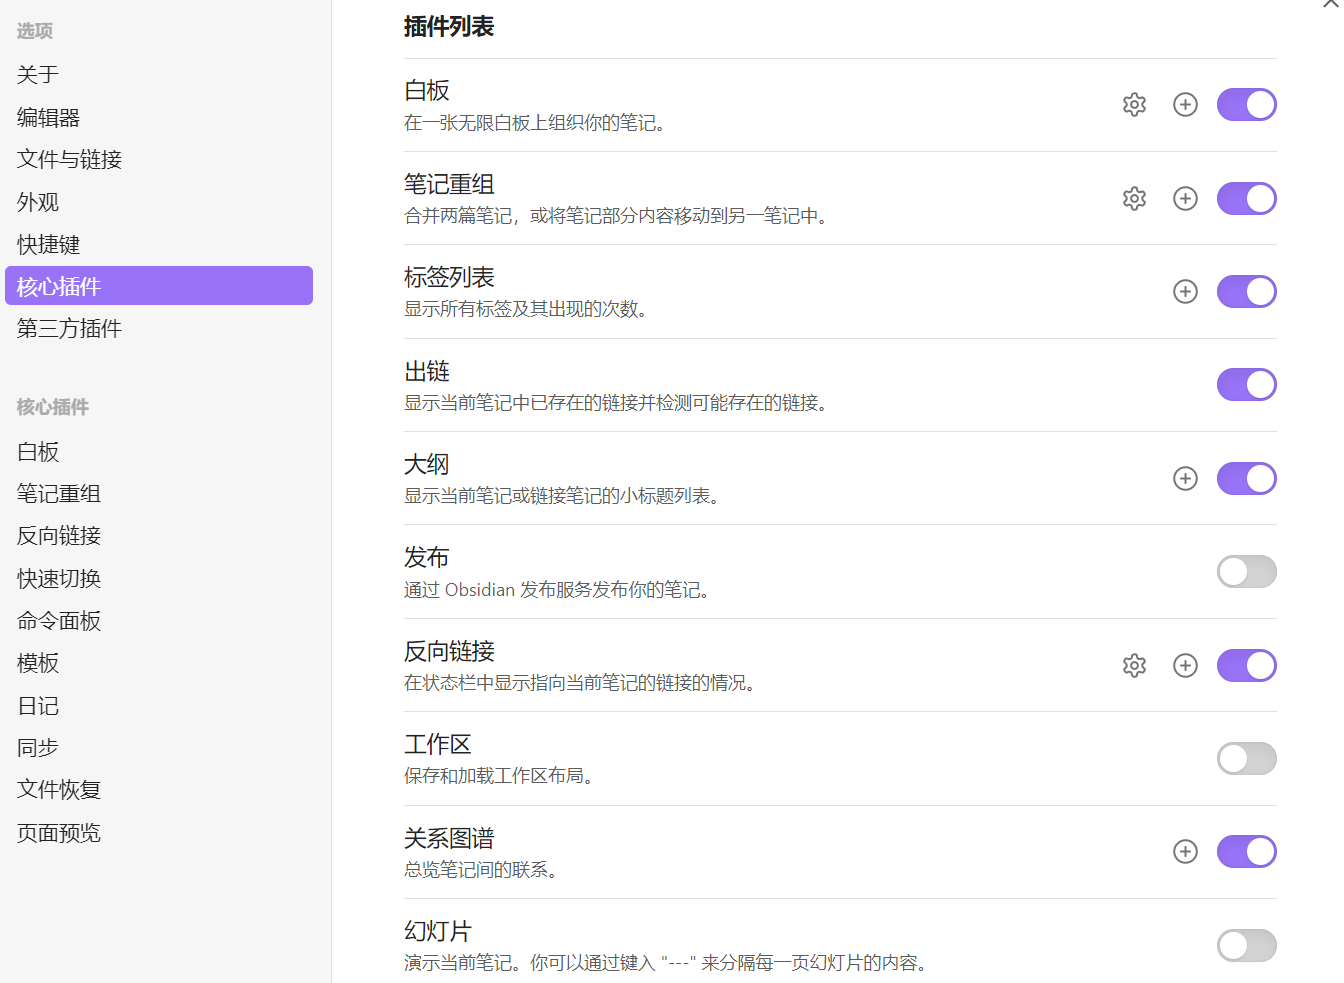 选项
关于
编辑器
文件与链接
外观
快捷键
核心插件
第三方插件
核心插件
白板
笔记重组
反向链接
快速切换
命令面板
模板
日记
同步
文件恢复
页面预览
插件列表
白板
在一张无限白板上组织你的笔记。
笔记重组
合并两篇笔记，或将笔记部分内容移动到另一笔记中。
标签列表
显示所有标签及其出现的次数。
出链
显示当前笔记中已存在的链接并检测可能存在的链接。
大纲
显示当前笔记或链接笔记的小标题列表。
发布
通过 Obsidian 发布服务发布你的笔记。
反向链接
在状态栏中显示指向当前笔记的链接的情况。
工作区
保存和加载工作区布局。
关系图谱
总览笔记间的联系。
幻灯片
演示当前笔记。你可以通过键入 "---" 来分隔每一页幻灯片的内容。